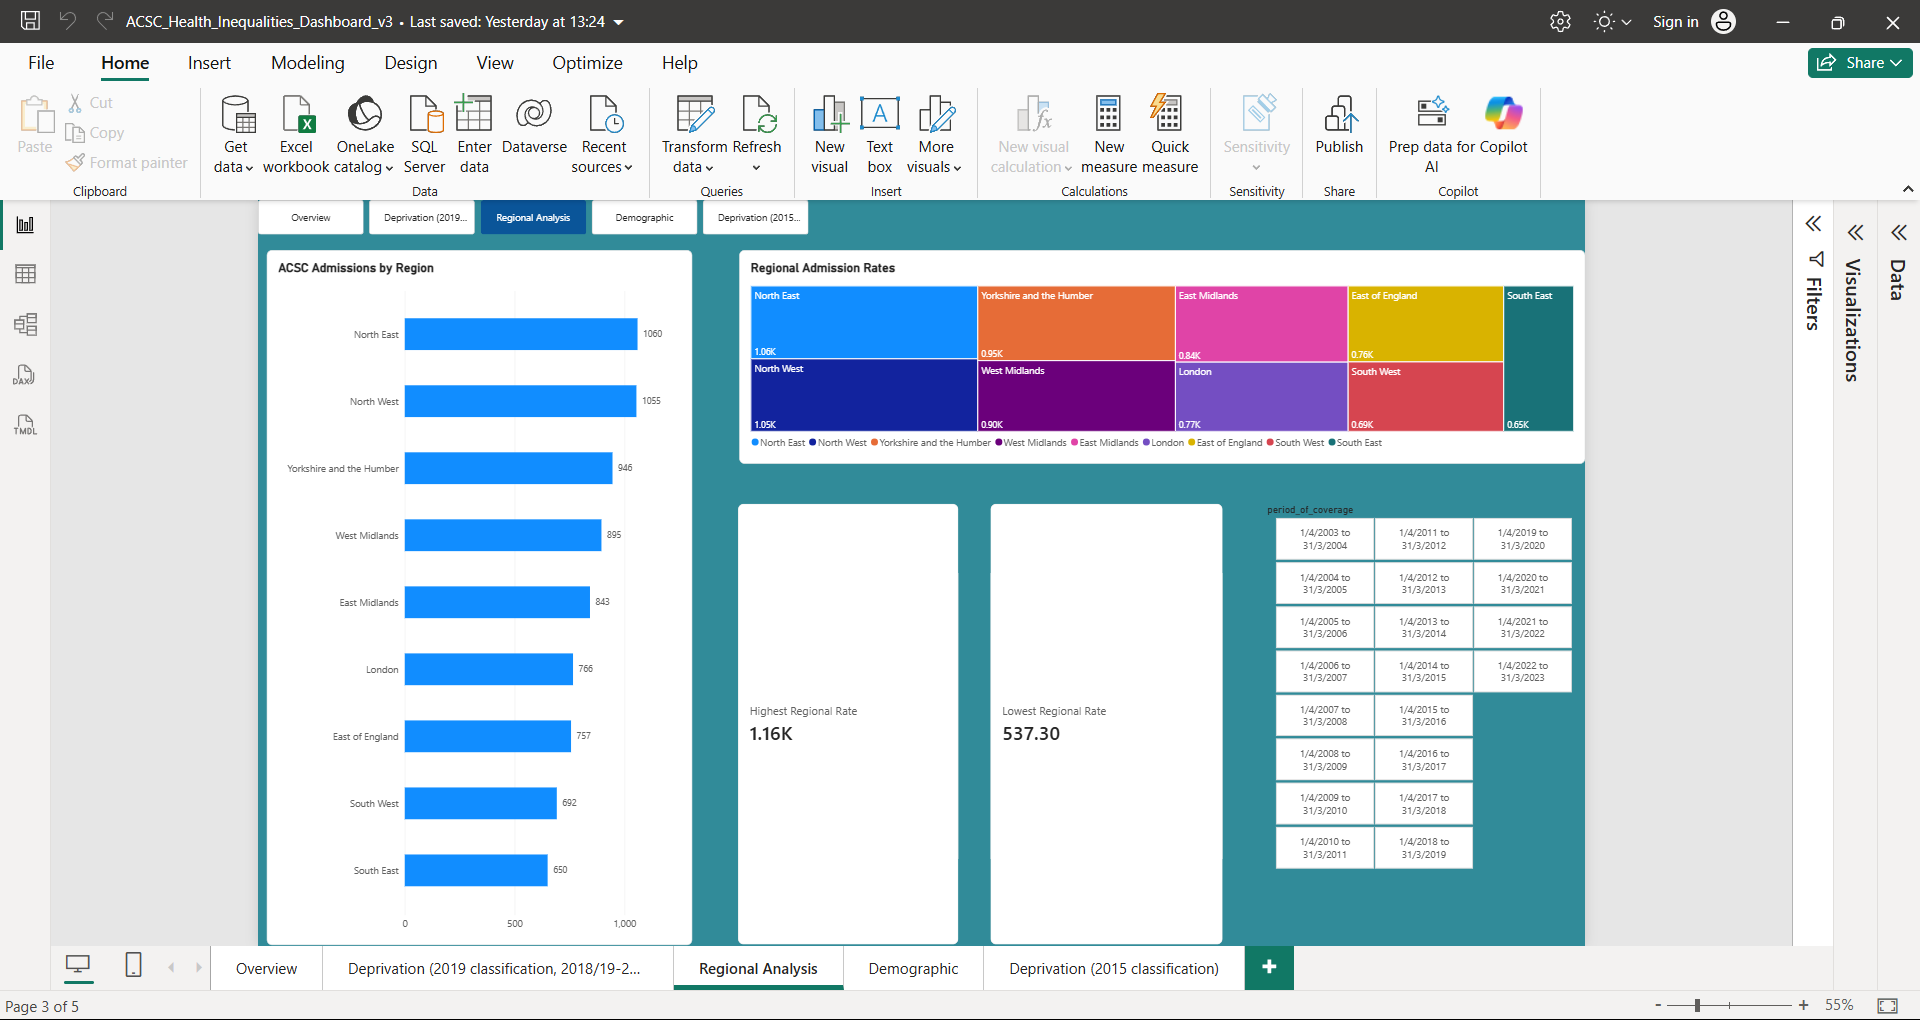 ACSC_Health_Inequalities_Dashboard_v3 • Last saved: Yesterday at 13:24
Sign in
File
Home
Insert
Modeling
Design
View
Optimize
Help
Share
Paste
Cut
Copy
Format painter
Clipboard
Get data
Excel workbook
OneLake catalog
SQL Server
Enter data
Dataverse
Recent sources
Data
Transform data
Refresh
Queries
New visual
Text box
More visuals
Insert
New visual calculation
New measure
Quick measure
Calculations
Sensitivity
Sensitivity
Publish
Share
Prep data for AI
Copilot
Copilot
DAX
TMDL
Overview
Deprivation (2019...
Regional Analysis
Demographic
Deprivation (2015...
ACSC Admissions by Region
North East
1060
North West
1055
Yorkshire and the Humber
946
West Midlands
895
East Midlands
843
London
766
East of England
757
South West
692
South East
650
0
500
1,000
Regional Admission Rates
North East
1.06K
North West
1.05K
Yorkshire and the Humber
0.95K
West Midlands
0.90K
East Midlands
0.84K
London
0.77K
East of England
0.76K
South West
0.69K
South East
0.65K
North East
North West
Yorkshire and the Humber
West Midlands
East Midlands
London
East of England
South West
South East
Highest Regional Rate
1.16K
Lowest Regional Rate
537.30
period_of_coverage
1/4/2003 to
31/3/2004
1/4/2011 to
31/3/2012
1/4/2019 to
31/3/2020
1/4/2004 to
31/3/2005
1/4/2012 to
31/3/2013
1/4/2020 to
31/3/2021
1/4/2005 to
31/3/2006
1/4/2013 to
31/3/2014
1/4/2021 to
31/3/2022
1/4/2006 to
31/3/2007
1/4/2014 to
31/3/2015
1/4/2022 to
31/3/2023
1/4/2007 to
31/3/2008
1/4/2015 to
31/3/2016
1/4/2008 to
31/3/2009
1/4/2016 to
31/3/2017
1/4/2009 to
31/3/2010
1/4/2017 to
31/3/2018
1/4/2010 to
31/3/2011
1/4/2018 to
31/3/2019
Filters
Visualizations
Data
Overview
Deprivation (2019 classification, 2018/19-2...
Regional Analysis
Demographic
Deprivation (2015 classification)
Page 3 of 5
55%